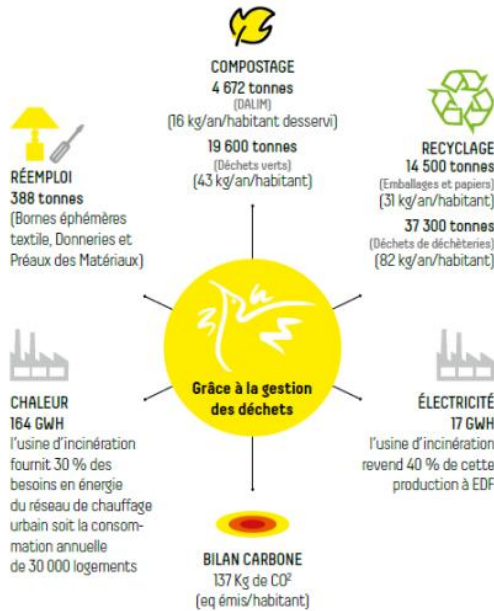 COMPOSTAGE
4 672 tonnes
(DALIM)
(16 kg/an/habitant desservi)
19 600 tonnes
(Déchets verts)
(43 kg/an/habitant)
RÉEMPLOI
388 tonnes
(Bornes éphémères
textile, Donneries et
Préaux des Matériaux)
RECYCLAGE
14 500 tonnes
(Emballages et papiers)
(31 kg/an/habitant)
37 300 tonnes
(Déchets de déchèteries)
(82 kg/an/habitant)
Grâce à la gestion
des déchets
CHALEUR
164 GWH
l'usine d'incinération
fournit 30 % des
besoins en énergie
du réseau de chauffage
urbain soit la consom-
mation annuelle
de 30 000 logements
ÉLECTRICITÉ
17 GWH
l'usine d'incinération
revend 40 % de cette
production à EDF
BILAN CARBONE
137 Kg de CO²
(eq émis/habitant)